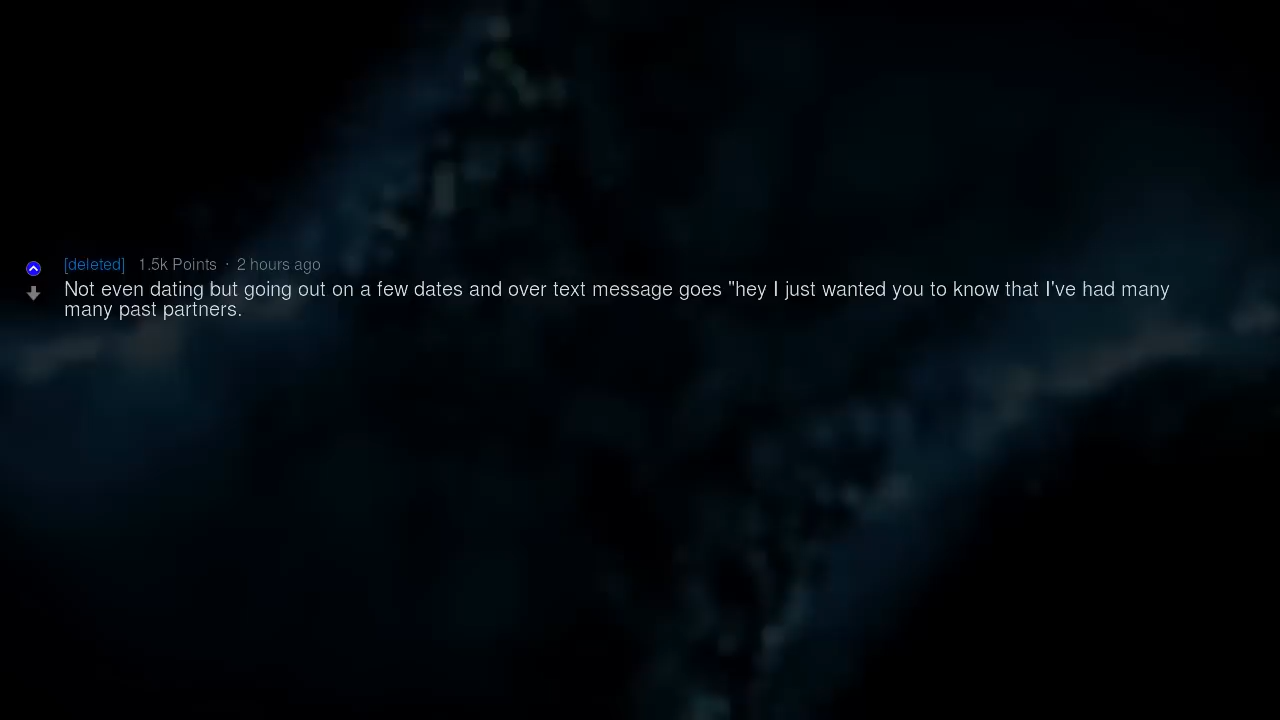 [deleted] 1.5k Points · 2 hours ago
Not even dating but going out on a few dates and over text message goes "hey I just wanted you to know that I've had many
many past partners.